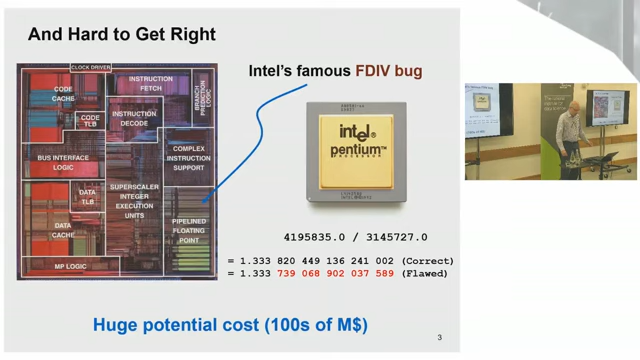 And Hard to Get Right
Intel's famous FDIV bug
CLOCK DRIVER
CODE
CACHE
INSTRUCTION
FETCH
BRANCH
PREDICTION
LOGIC
CODE
TLB
INSTRUCTION
DECODE
BUS INTERFACE
LOGIC
COMPLEX
INSTRUCTION
SUPPORT
DATA
TLB
SUPERSCALER
INTEGER
EXECUTION
UNITS
DATA
CACHE
PIPELINED
FLOATING
POINT
MP LOGIC
intel
pentium™
PROCESSOR
4195835.0 / 3145727.0
= 1.333 820 449 136 241 002 (Correct)
= 1.333 739 068 902 037 589 (Flawed)
Huge potential cost (100s of M$)
3